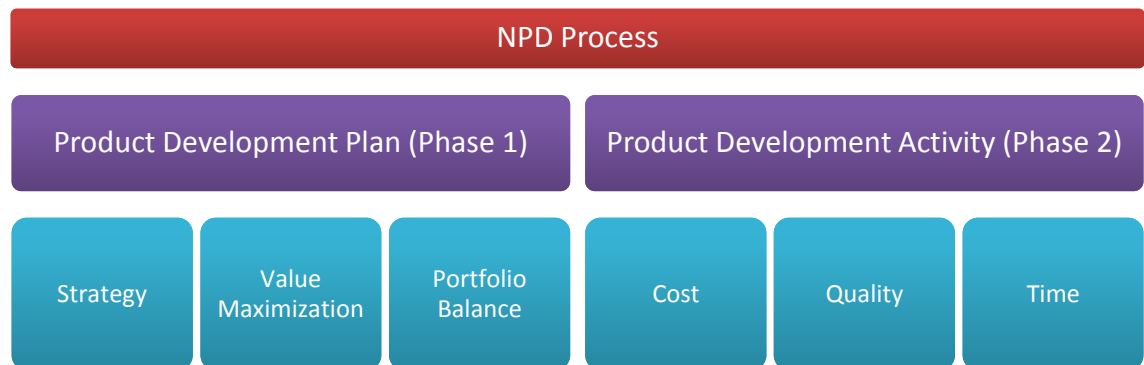 NPD Process
Product Development Plan (Phase 1)
Product Development Activity (Phase 2)
Strategy
Value
Maximization
Portfolio
Balance
Cost
Quality
Time